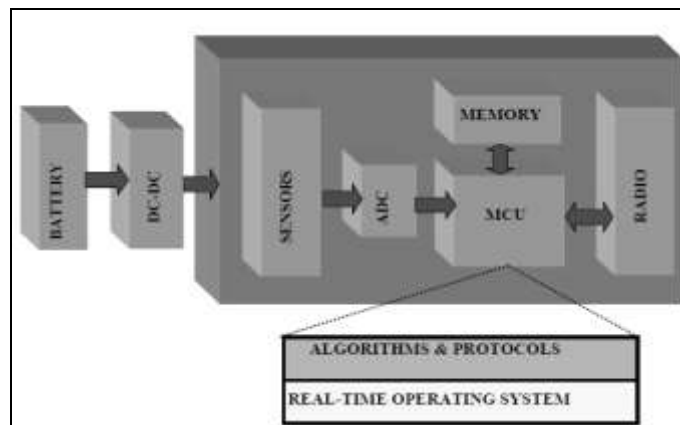 BATTERY
DC-DC
SENSORS
ADC
MEMORY
MCU
RADIO
ALGORITHMS & PROTOCOLS
REAL-TIME OPERATING SYSTEM